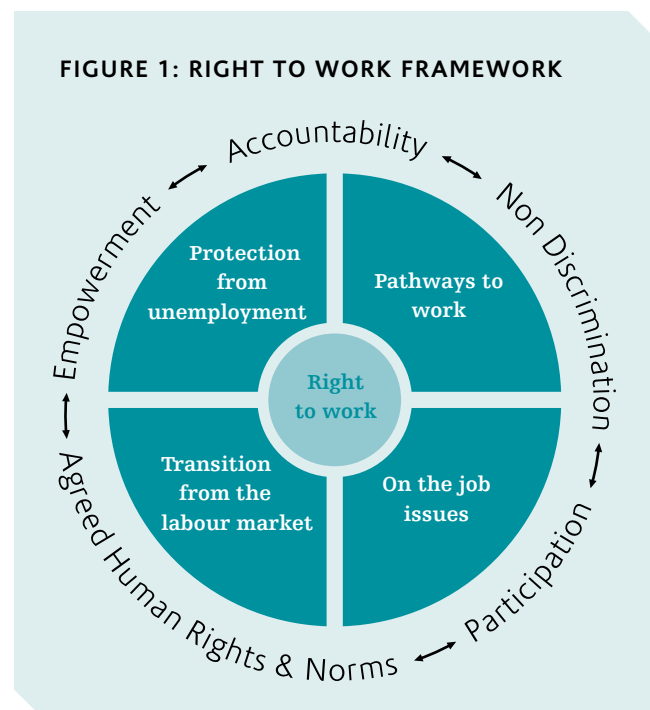 FIGURE 1: RIGHT TO WORK FRAMEWORK
Accountability
Non Discrimination
Participation
Agreed Human Rights & Norms
Empowerment
Protection
from
unemployment
Pathways to
work
Right
to work
Transition
from the
labour market
On the job
issues